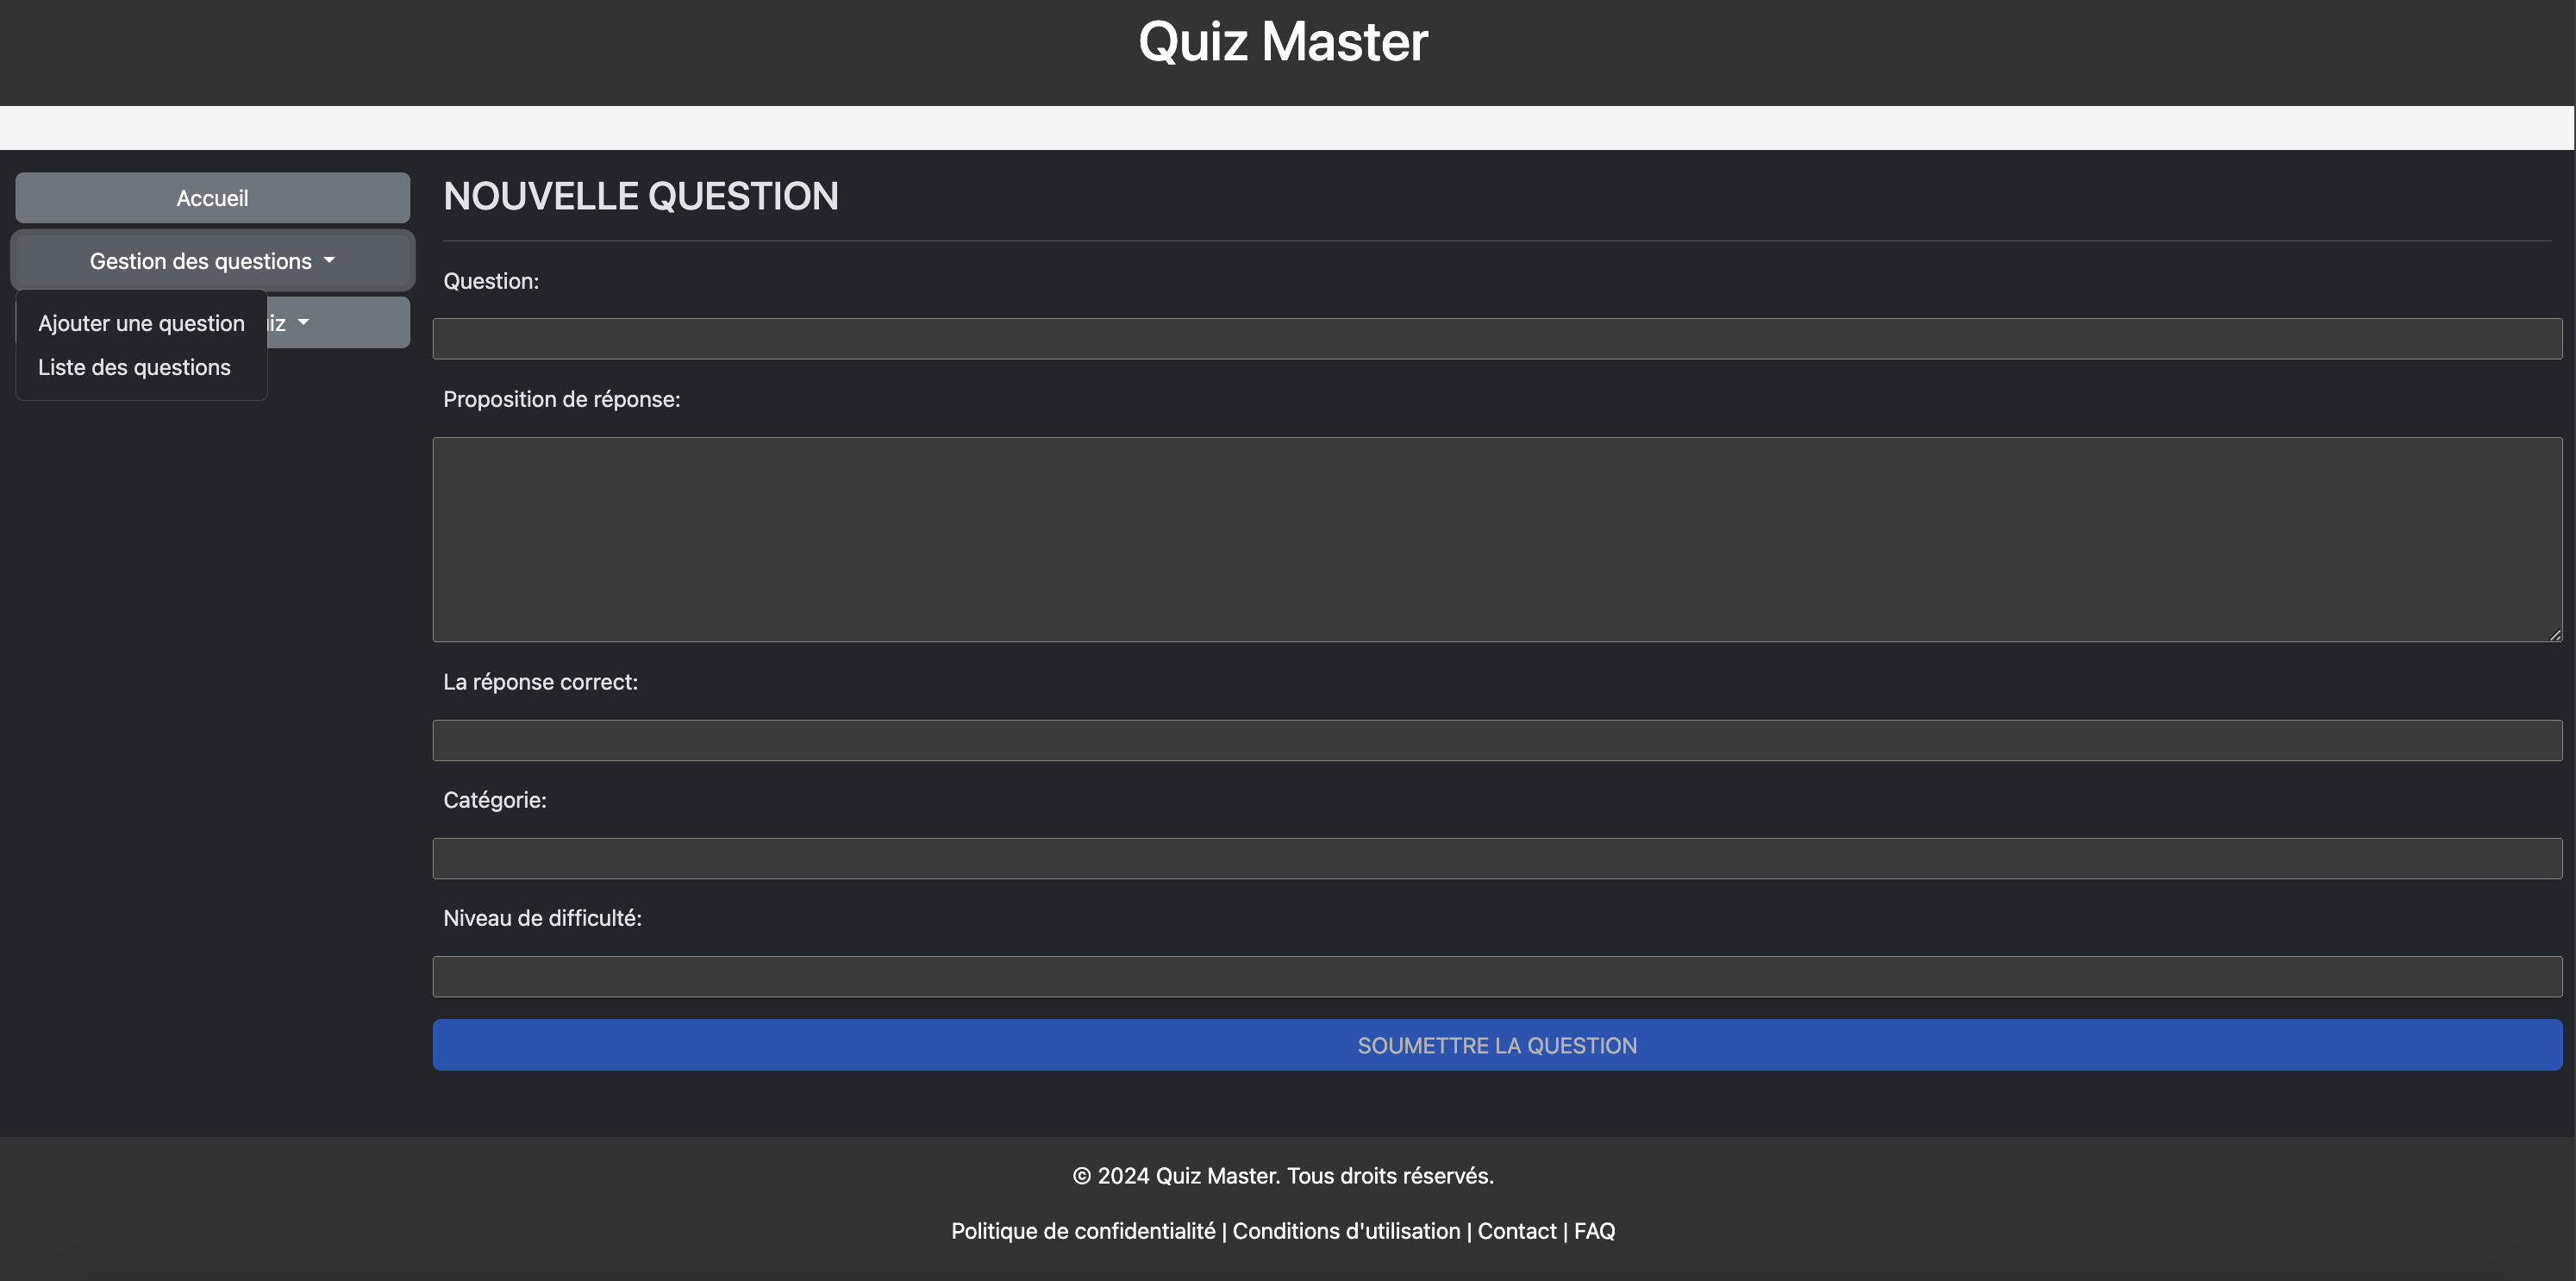 Quiz Master
Accueil
NOUVELLE QUESTION
Gestion des questions
Question:
Ajouter une question
iz
Liste des questions
Proposition de réponse:
La réponse correct:
Catégorie:
Niveau de difficulté:
SOUMETTRE LA QUESTION
© 2024 Quiz Master. Tous droits réservés.
Politique de confidentialité | Conditions d'utilisation | Contact | FAQ